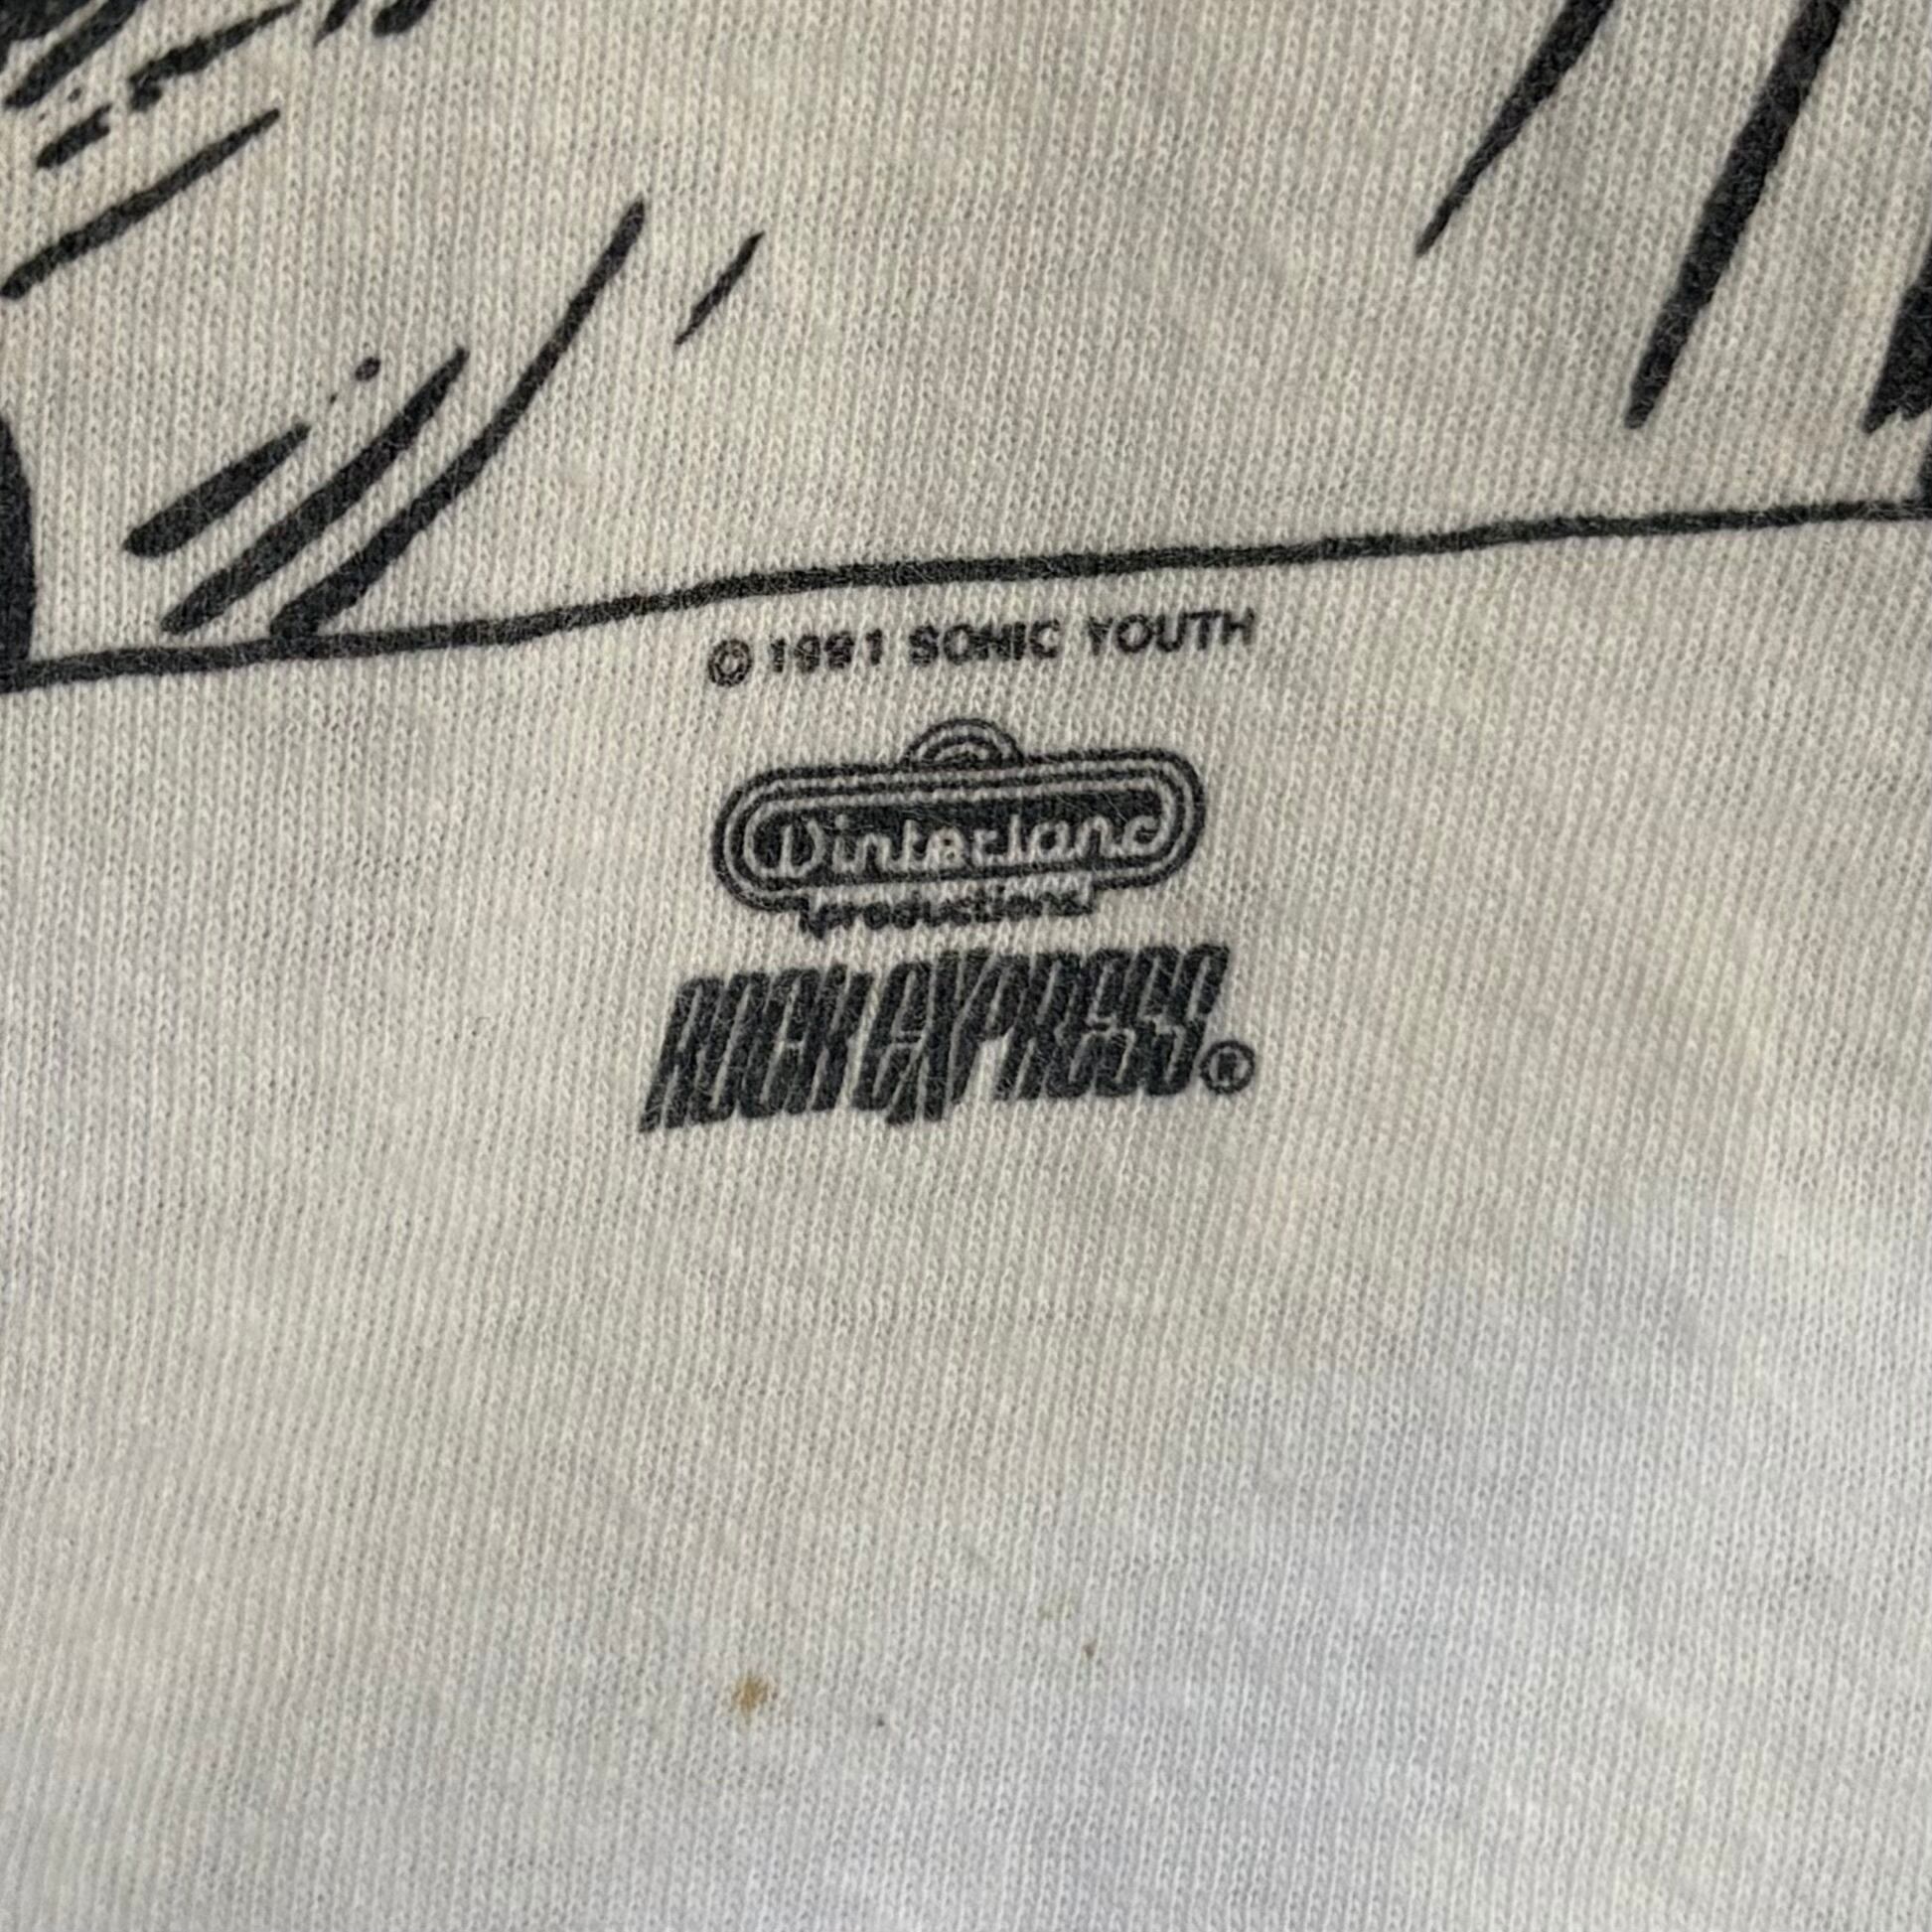 © 1991 SONIC YOUTH
Winterland
productions
ROCK EXPRESS®